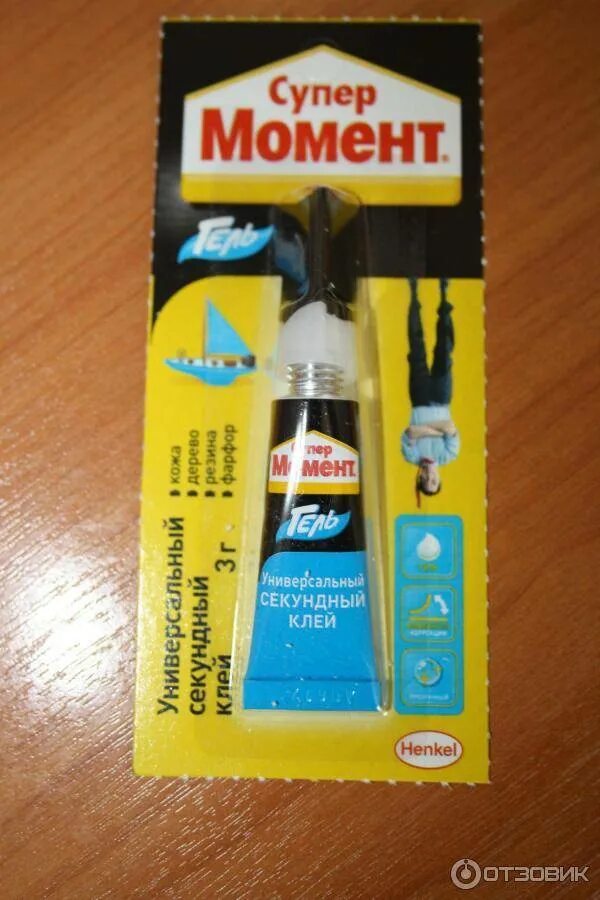 Супер
Момент®
Гель
кожа
дерево
резина
фарфор
Универсальный
секундный
клей 3 г
Супер
Момент
Гель
Универсальный
СЕКУНДНЫЙ
КЛЕЙ
КОРРЕКЦИЯ
Henkel
ОТЗОВИК